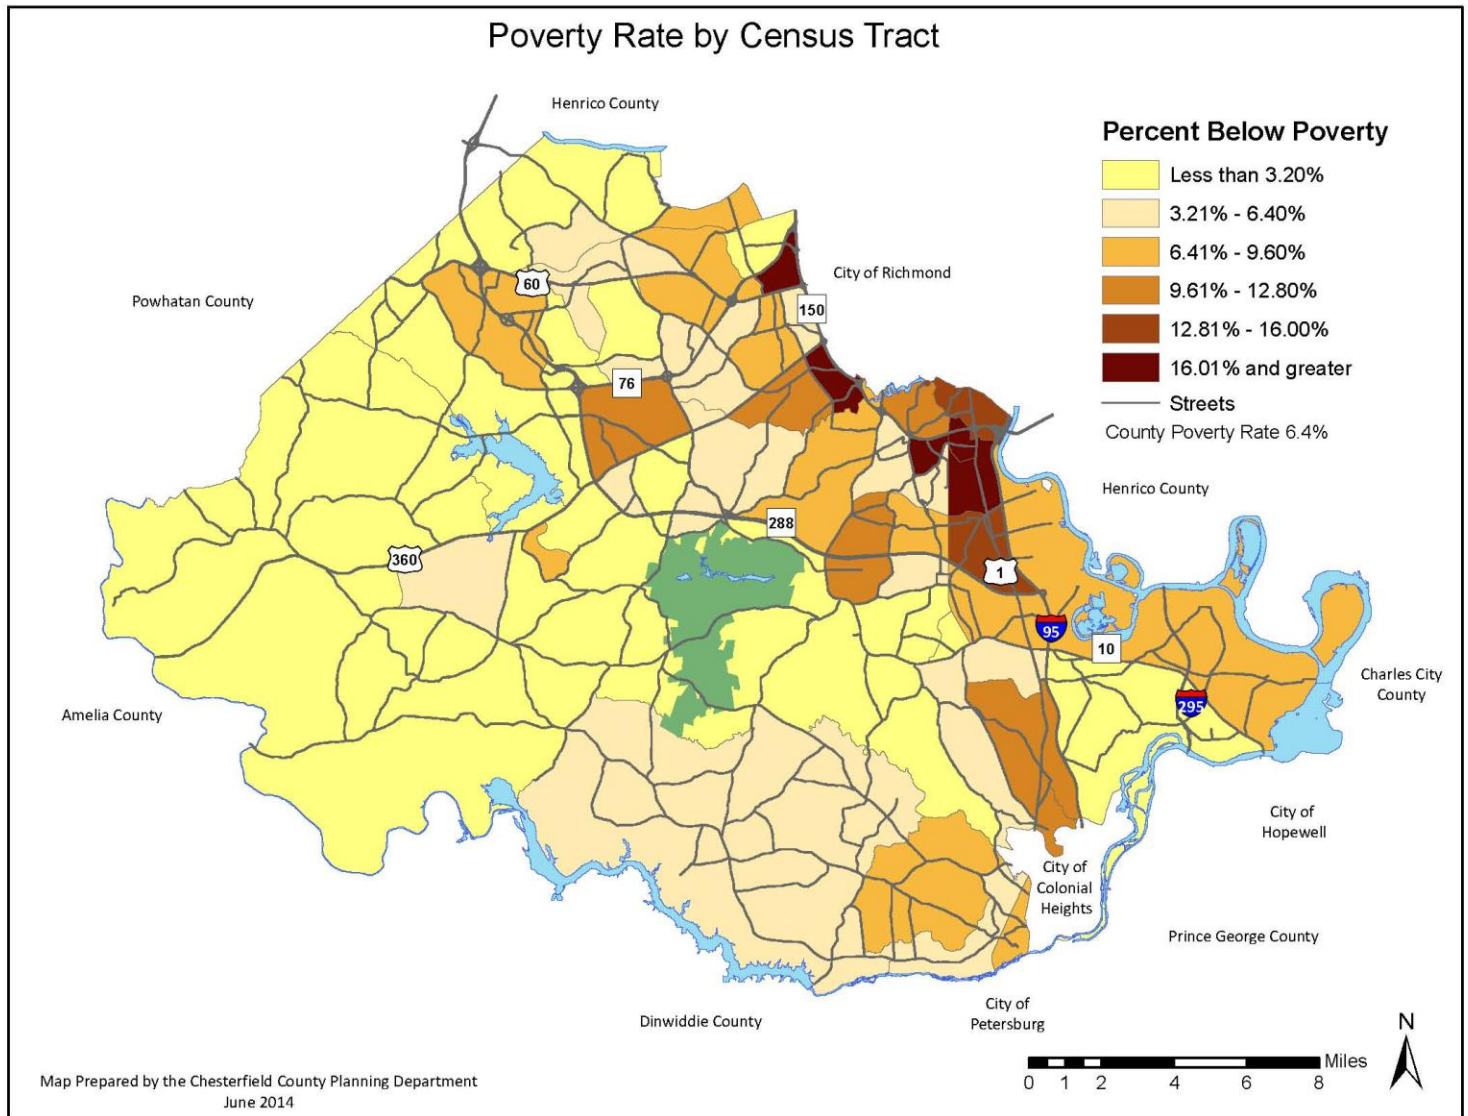 Poverty Rate by Census Tract
Henrico County
Percent Below Poverty
Less than 3.20%
3.21% - 6.40%
6.41% - 9.60%
9.61% - 12.80%
12.81% - 16.00%
16.01% and greater
Streets
County Poverty Rate 6.4%
City of Richmond
Powhatan County
60
150
76
Henrico County
288
360
1
95
10
Charles City
County
295
Amelia County
City of
Hopewell
City of
Colonial
Heights
Prince George County
Dinwiddie County
City of
Petersburg
N
Miles
0 1 2 4 6 8
Map Prepared by the Chesterfield County Planning Department
June 2014